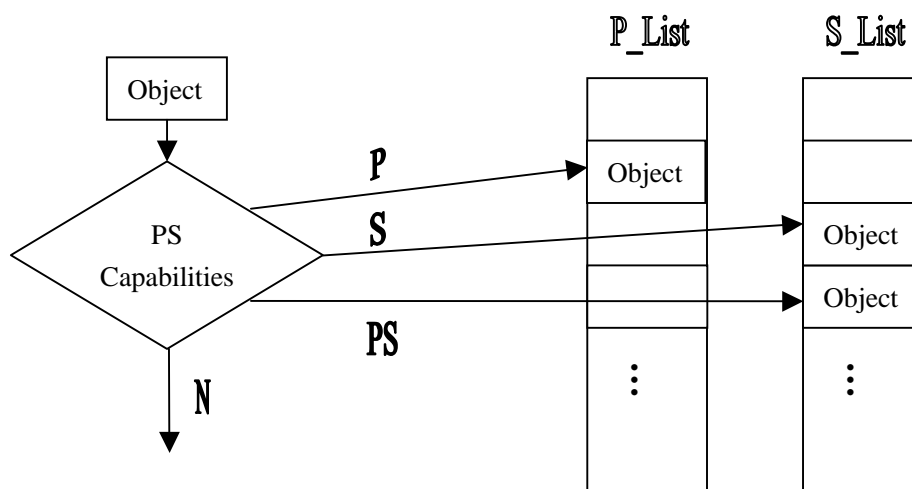 P_List
S_List
Object
P
Object
S
PS
Capabilities
Object
Object
PS
N
⋮
⋮